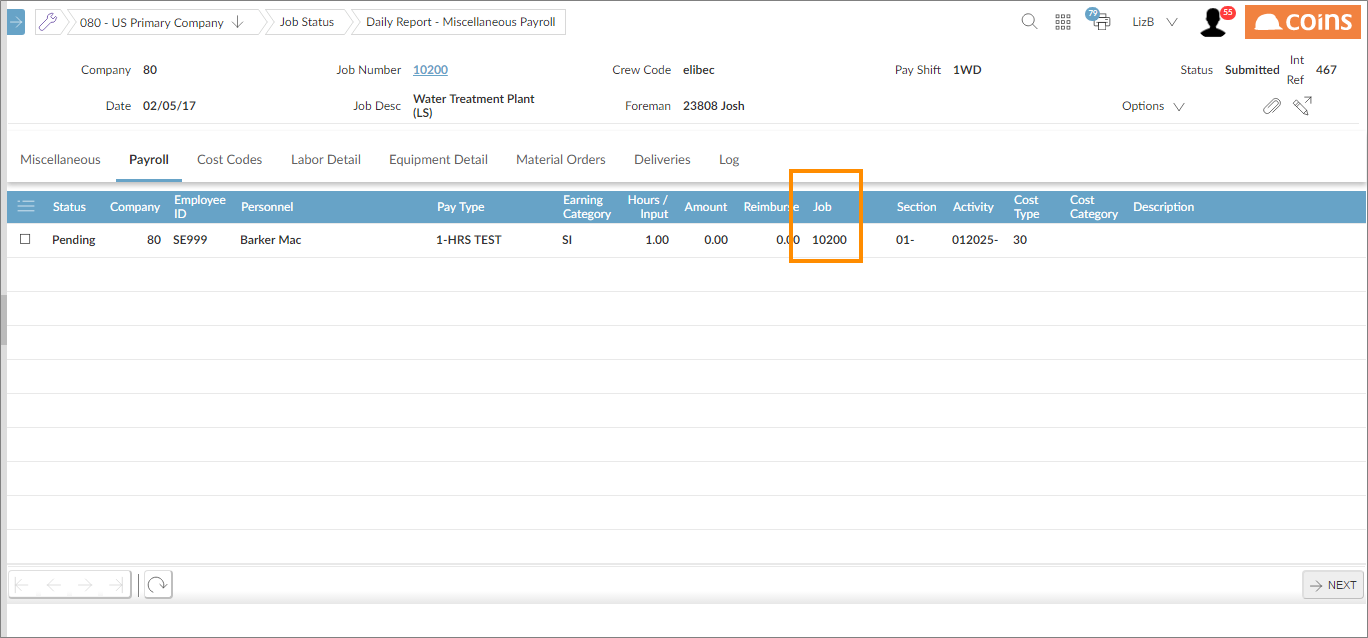 080 - US Primary Company
Job Status
Daily Report - Miscellaneous Payroll
79
LizB
55
COINS
Company 80
Job Number 10200
Crew Code elibec
Pay Shift 1WD
Status Submitted
Int Ref 467
Date 02/05/17
Job Desc Water Treatment Plant
(LS)
Foreman 23808 Josh
Options
Miscellaneous Payroll Cost Codes Labor Detail Equipment Detail Material Orders Deliveries Log
Status Company Employee ID Personnel Pay Type Earning Category Hours / Input Amount Reimburse Job Section Activity Cost Type Cost Category Description
Pending 80 SE999 Barker Mac 1-HRS TEST SI 1.00 0.00 0.00 10200 01- 012025- 30
NEXT